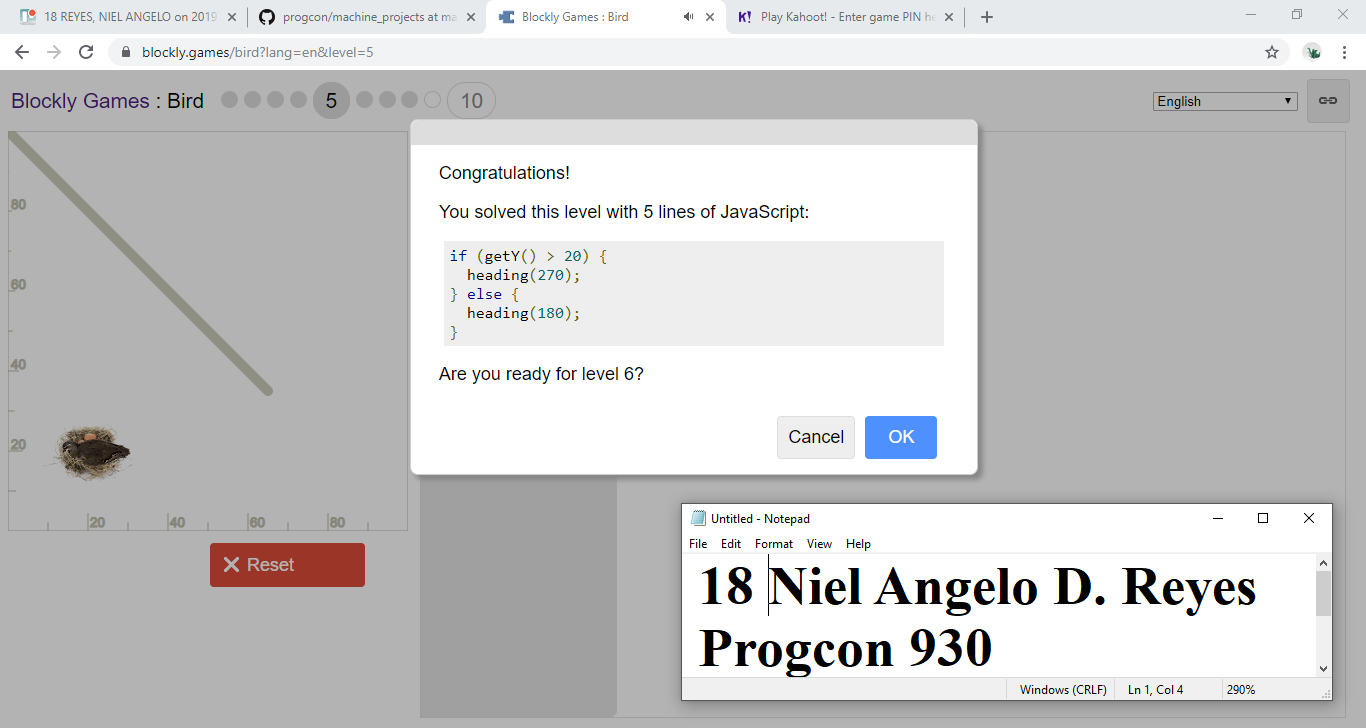 18 REYES, NIEL ANGELO on 2019
progcon/machine_projects at ma
Blockly Games : Bird
Play Kahoot! - Enter game PIN he
blockly.games/bird?lang=en&level=5
Blockly Games : Bird
5
10
English
80
60
40
20
20
40
60
80
Reset
Congratulations!
You solved this level with 5 lines of JavaScript:
if (getY() > 20) {
  heading(270);
} else {
  heading(180);
}
Are you ready for level 6?
Cancel
OK
Untitled - Notepad
File Edit Format View Help
18 Niel Angelo D. Reyes
Progcon 930
Windows (CRLF) Ln 1, Col 4 290%